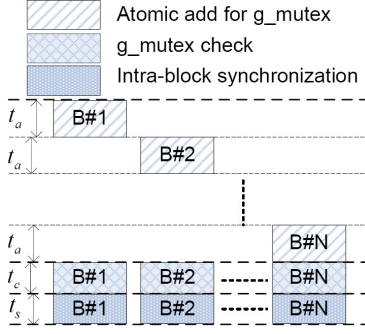 Atomic add for g_mutex
g_mutex check
Intra-block synchronization
t_a B#1
t_a B#2
t_a B#N
t_c B#1 B#2 B#N
t_s B#1 B#2 B#N